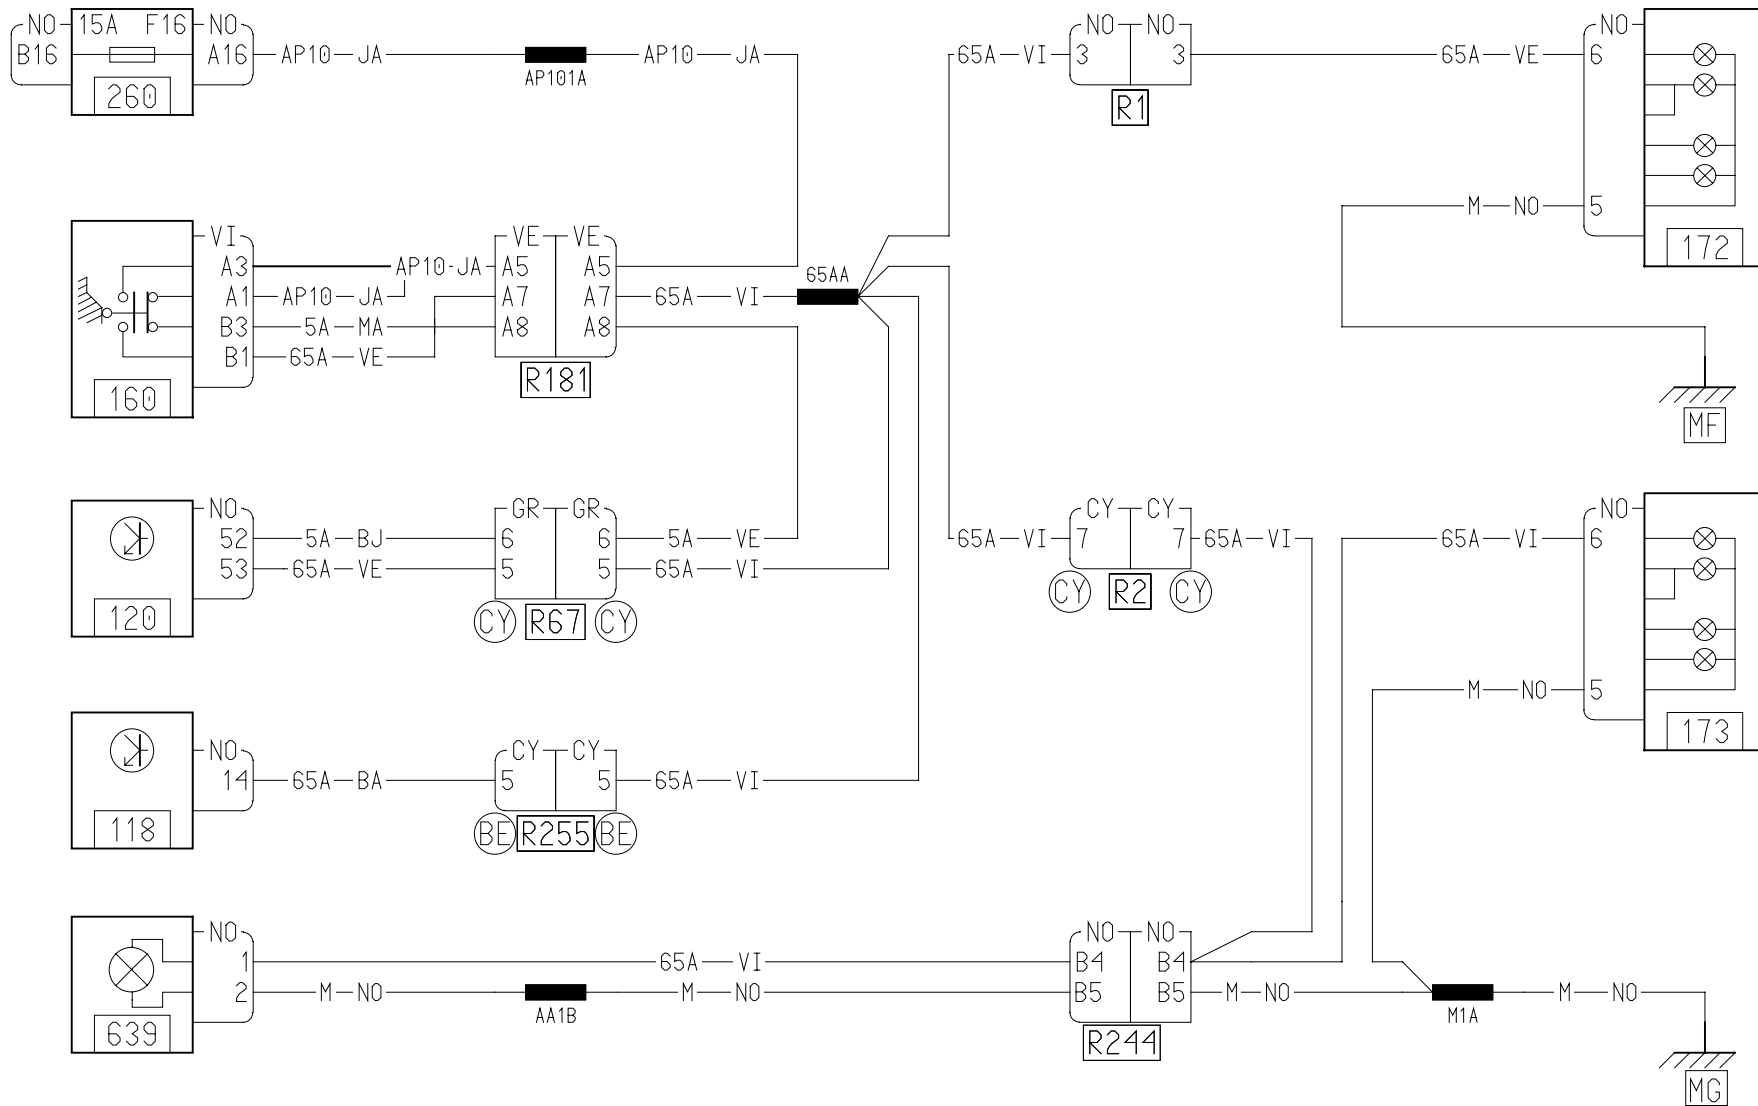 NO 15A F16 NO NO NO NO
B16 A16 AP10 JA AP10 JA 65A VI 3 3 65A VE 6
AP101A
260 R1
M NO 5
VI VE VE 172
A3 AP10-JA A5 A5 65AA
A1 AP10 JA A7 A7 65A VI
B3 5A MA A8 A8
B1 65A VE
160 R181
MF
NO GR GR CY CY NO
52 5A BJ 6 6 5A VE 65A VI 7 7 65A VI 65A VI 6
53 65A VE 5 5 65A VI
120 CY R67 CY CY R2 CY
M NO 5
NO CY CY 173
14 65A BA 5 5 65A VI
118 BE R255 BE
NO NO NO
1 65A VI B4 B4
2 M NO M NO B5 B5 M NO M NO
AA1B M1A
639 R244
MG